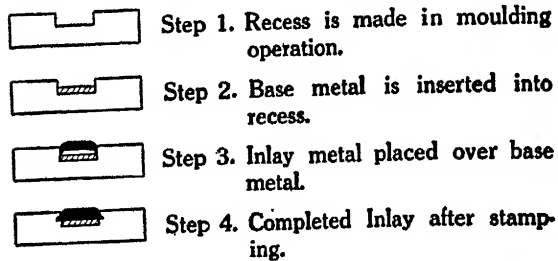 Step 1. Recess is made in moulding
operation.
Step 2. Base metal is inserted into
recess.
Step 3. Inlay metal placed over base
metal.
Step 4. Completed Inlay after stamp-
ing.